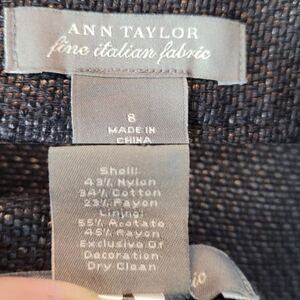 ANN TAYLOR
fine italian fabric
8
MADE IN
CHINA
Shell:
43% Nylon
34% Cotton
23% Rayon
Lining:
55% Acetate
45% Rayon
Exclusive Of
Decoration
Dry Clean